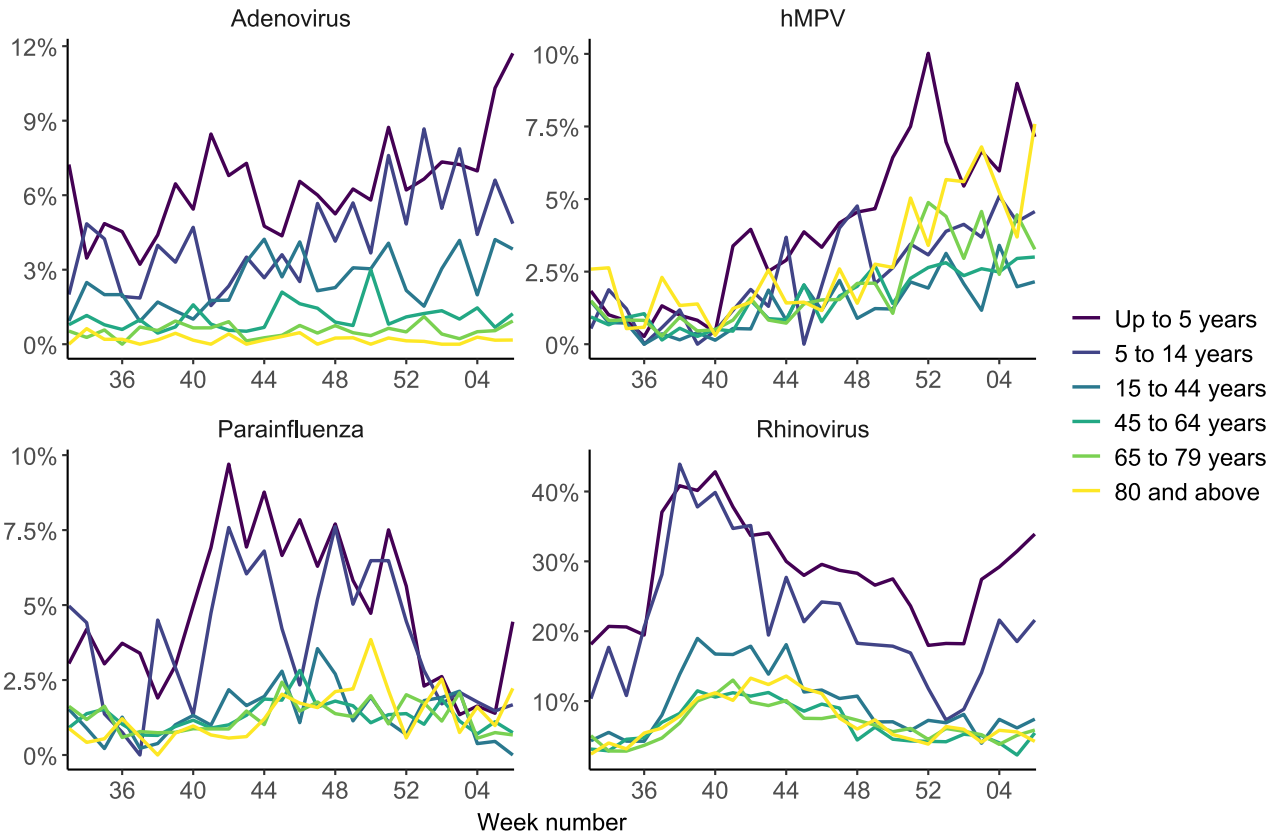 Adenovirus
12%
9%
6%
3%
0%
36 40 44 48 52 04
hMPV
10%
7.5%
5%
2.5%
0%
36 40 44 48 52 04
Parainfluenza
10%
7.5%
5%
2.5%
0%
36 40 44 48 52 04
Rhinovirus
40%
30%
20%
10%
36 40 44 48 52 04
Week number
Up to 5 years
5 to 14 years
15 to 44 years
45 to 64 years
65 to 79 years
80 and above